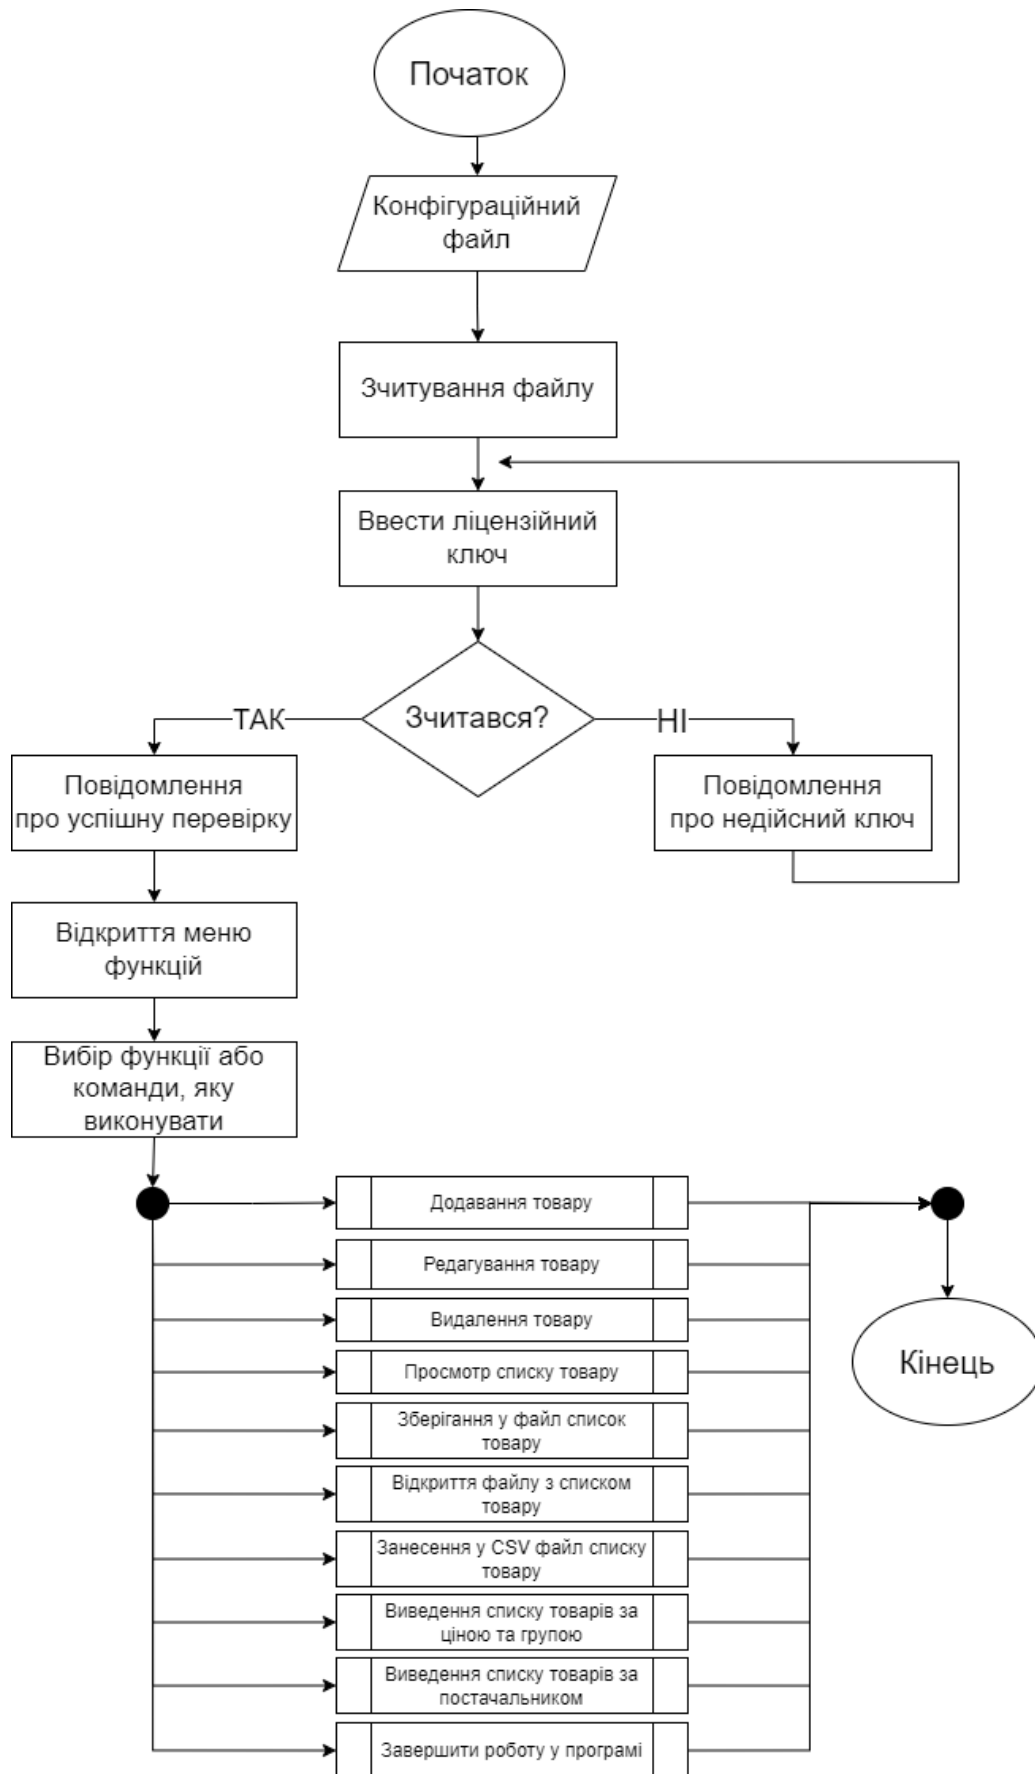 Початок
Конфігураційний
файл
Зчитування файлу
Ввести ліцензійний
ключ
Зчитався?
ТАК
НІ
Повідомлення
про успішну перевірку
Повідомлення
про недійсний ключ
Відкриття меню
функцій
Вибір функції або
команди, яку
виконувати
Додавання товару
Редагування товару
Видалення товару
Просмотр списку товару
Зберігання у файл список
товару
Відкриття файлу з списком
товару
Занесення у CSV файл списку
товару
Виведення списку товарів за
ціною та групою
Виведення списку товарів за
постачальником
Завершити роботу у програмі
Кінець